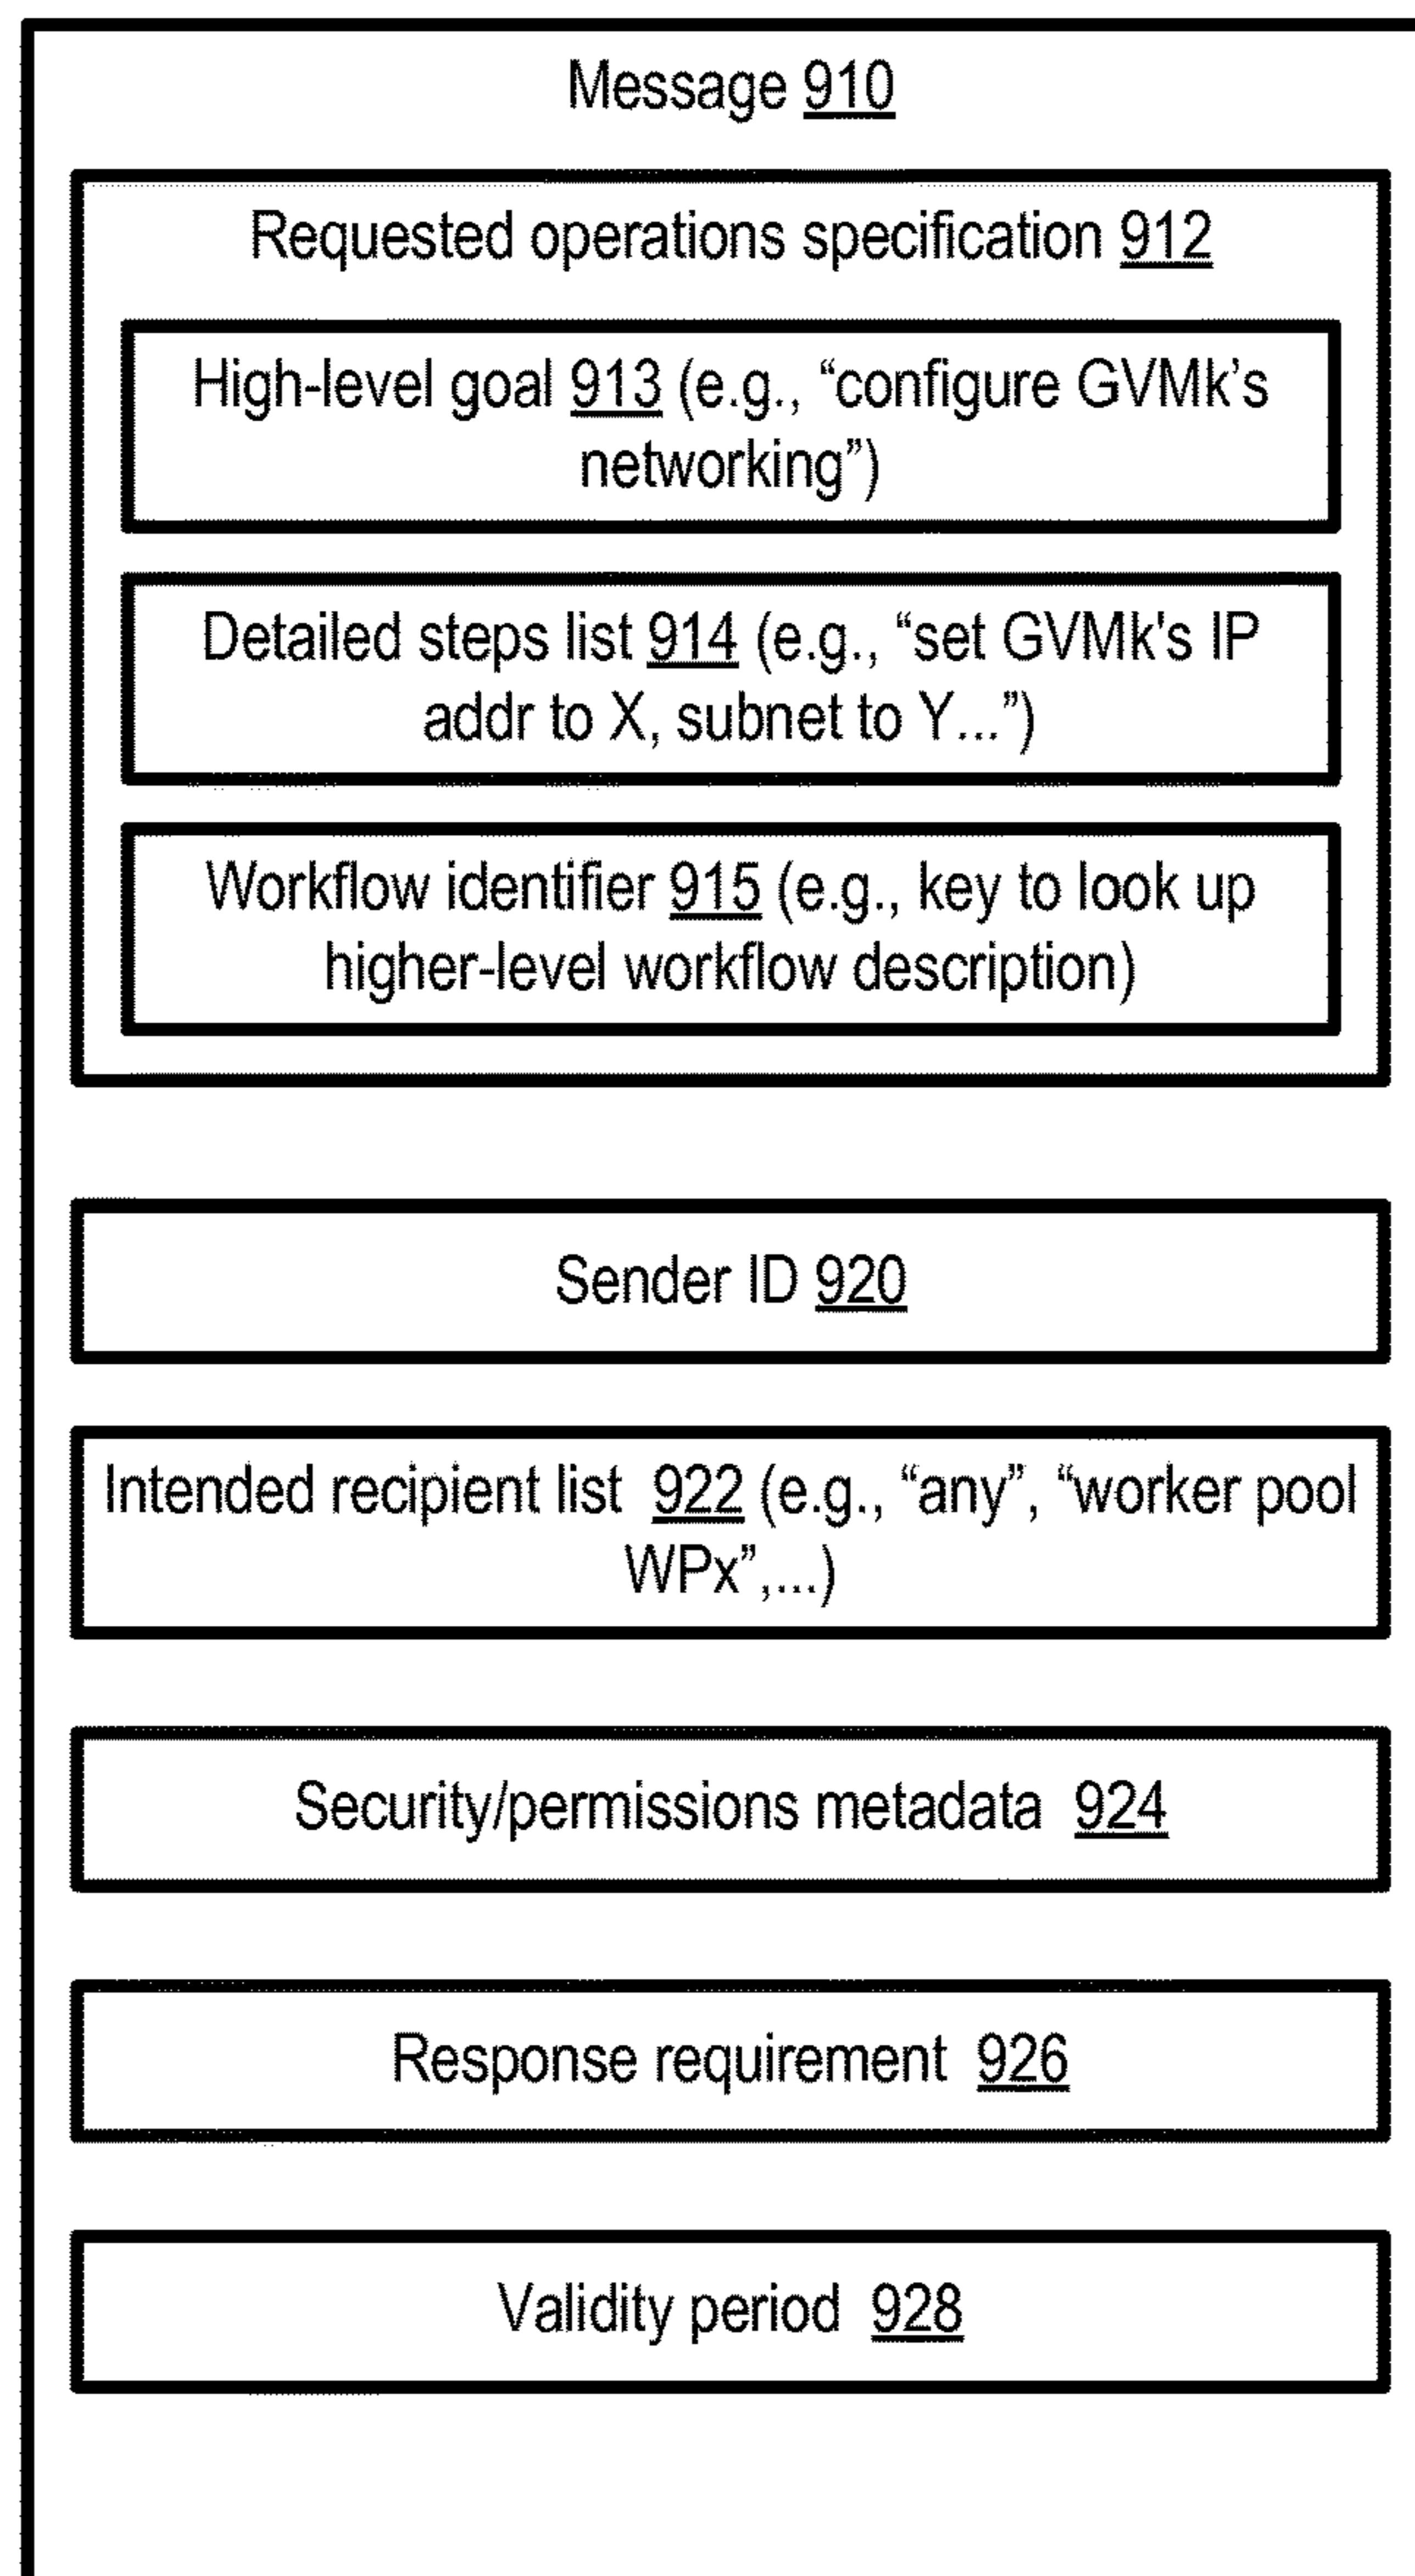 Message 910
Requested operations specification 912
High-level goal 913 (e.g., “configure GVMk’s
networking”)
Detailed steps list 914 (e.g., “set GVMk's IP
addr to X, subnet to Y...”)
Workflow identifier 915 (e.g., key to look up
higher-level workflow description)
Sender ID 920
Intended recipient list 922 (e.g., “any”, “worker pool
WPx”,...)
Security/permissions metadata 924
Response requirement 926
Validity period 928